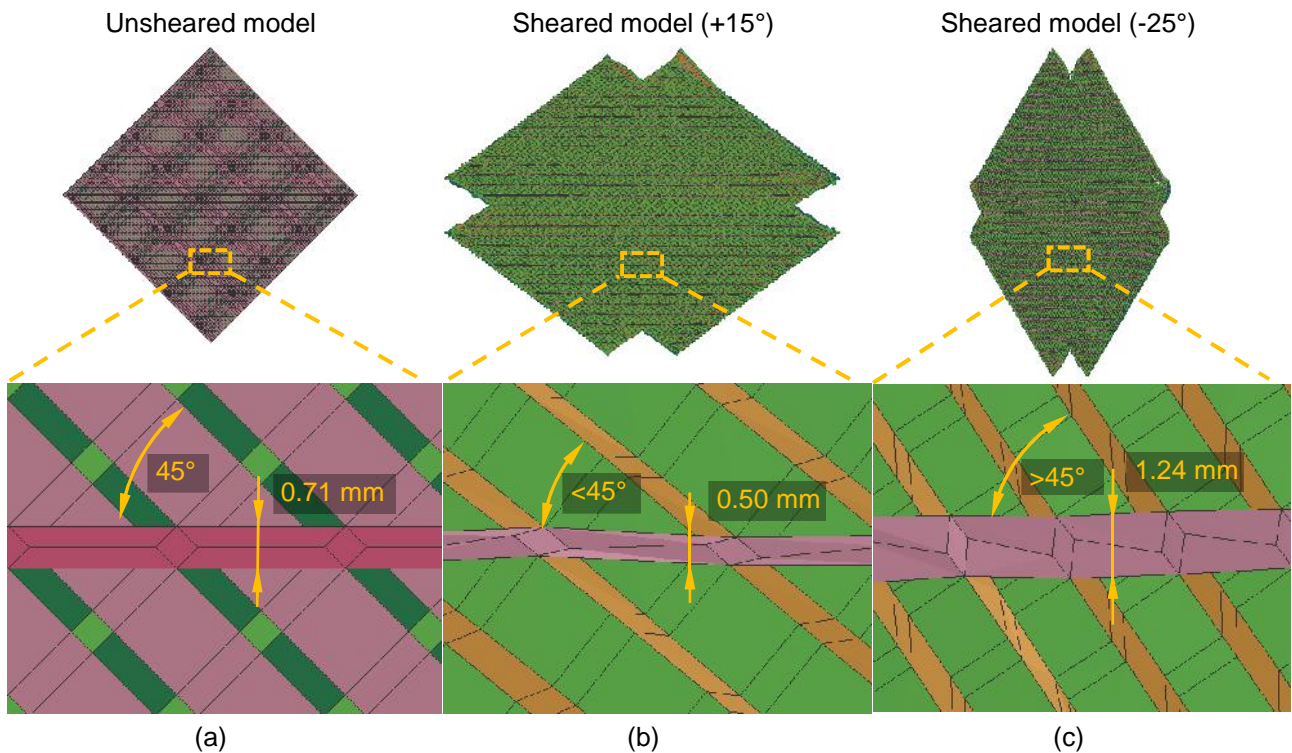 Unsheared model
Sheared model (+15°)
Sheared model (-25°)
45°
0.71 mm
<45°
0.50 mm
>45°
1.24 mm
(a)
(b)
(c)